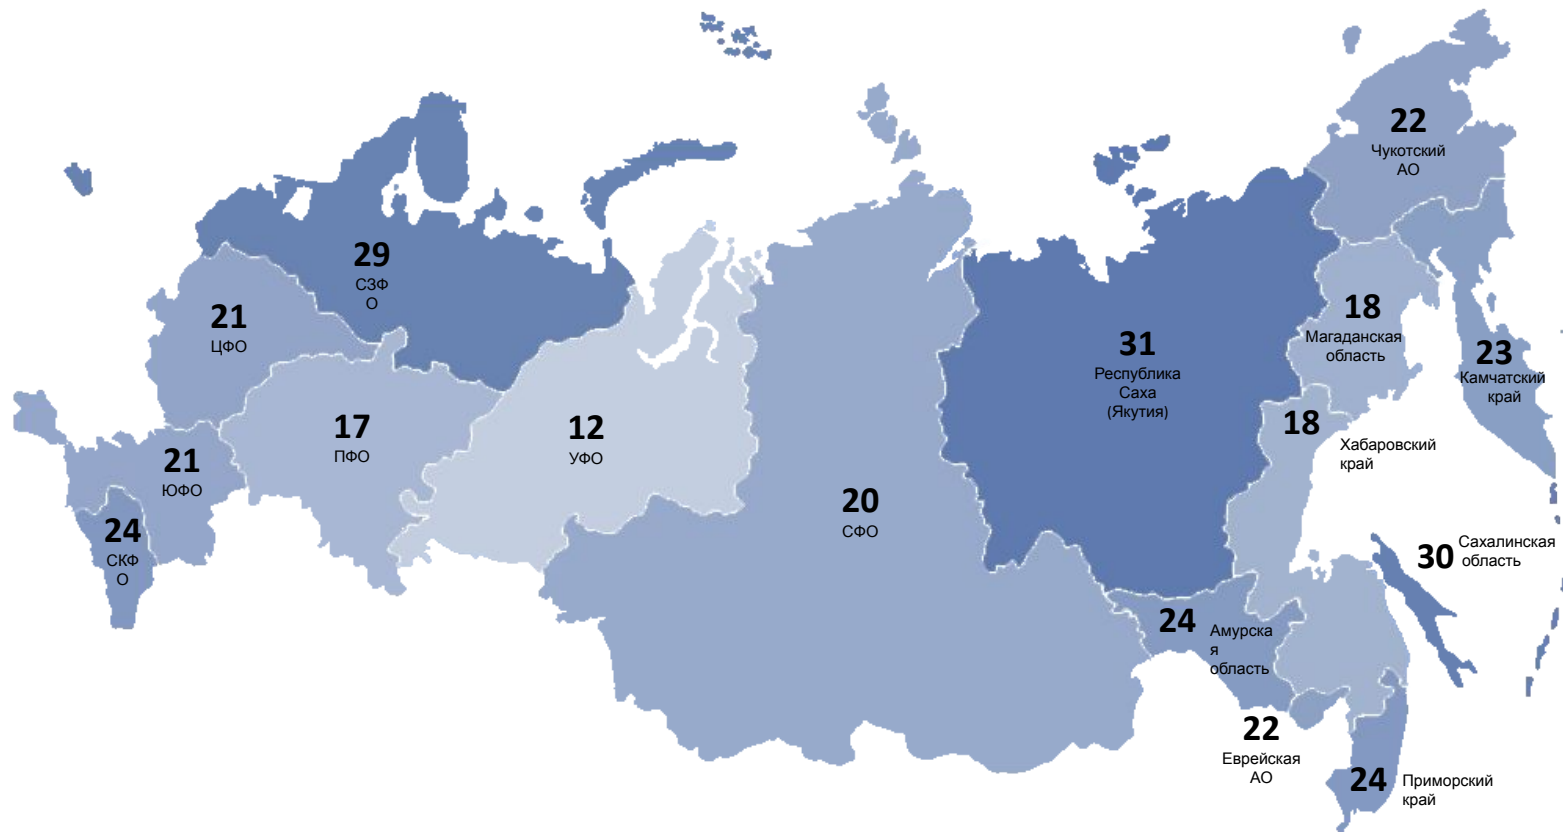 22
Чукотский
АО
29
СЗФ
О
21
ЦФО
18
Магаданская
область
31
Республика
Саха
(Якутия)
23
Камчатский
край
17
ПФО
12
УФО
18
Хабаровский
край
21
ЮФО
20
СФО
24
СКФ
О
30
Сахалинская
область
24
Амурска
я
область
22
Еврейская
АО
24
Приморский
край